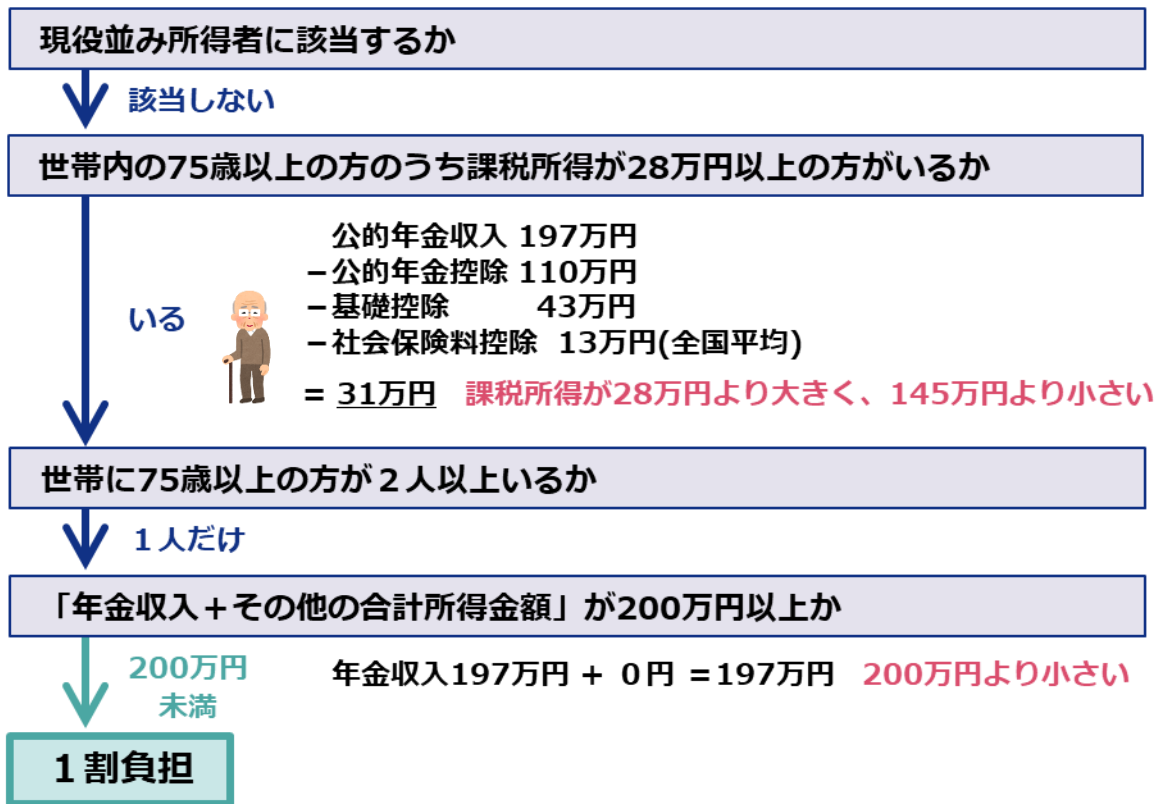 現役並み所得者に該当するか
該当しない
世帯内の75歳以上の方のうち課税所得が28万円以上の方がいるか
公的年金収入 197万円
－公的年金控除 110万円
－基礎控除 43万円
－社会保険料控除 13万円(全国平均)
いる
= 31万円 課税所得が28万円より大きく、145万円より小さい
世帯に75歳以上の方が２人以上いるか
１人だけ
「年金収入＋その他の合計所得金額」が200万円以上か
200万円
未満
年金収入197万円 + ０円 =197万円 200万円より小さい
１割負担